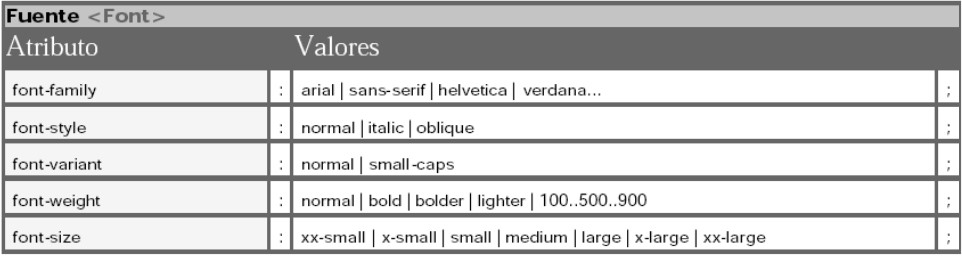 Fuente <Font>
Atributo Valores
font-family : arial | sans-serif | helvetica | verdana... ;
font-style : normal | italic | oblique ;
font-variant : normal | small-caps ;
font-weight : normal | bold | bolder | lighter | 100..500..900 ;
font-size : xx-small | x-small | small | medium | large | x-large | xx-large ;